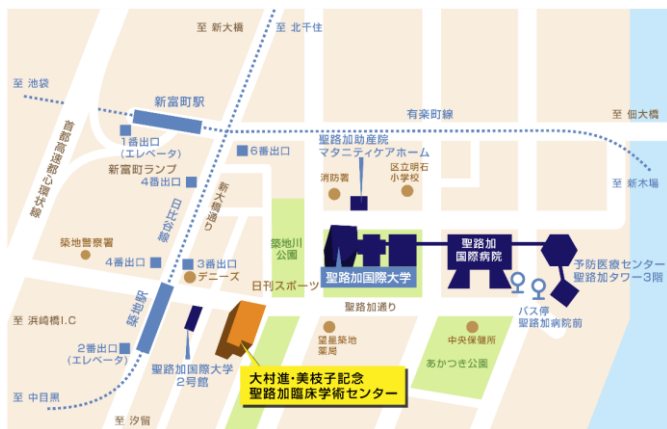 至 新大橋
至 北千住
至 池袋
新富町駅
有楽町線
至 佃大橋
首都高速都心環状線
1番出口
(エレベータ)
6番出口
聖路加助産院
マタニティケアホーム
新富町ランプ
4番出口
新大橋通り
消防署
区立明石
小学校
至 新木場
日比谷線
築地警察署
築地川
公園
聖路加
国際病院
4番出口
3番出口
デニーズ
日刊スポーツ
聖路加国際大学
予防医療センター
聖路加タワー3階
築地駅
聖路加通り
バス停
聖路加病院前
至 浜崎橋I.C
2番出口
(エレベータ)
聖路加国際大学
2号館
望星築地
薬局
中央保健所
あかつき公園
大村進・美枝子記念
聖路加臨床学術センター
至 中目黒
至 汐留